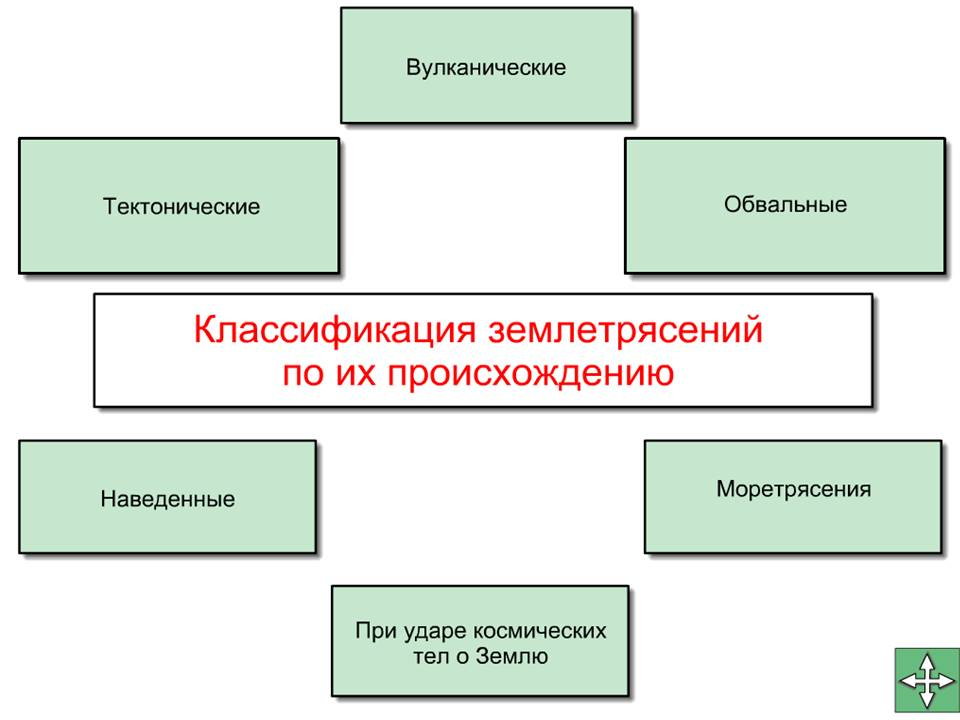 Вулканические
Тектонические
Обвальные
Классификация землетрясений
по их происхождению
Наведенные
Моретрясения
При ударе космических
тел о Землю